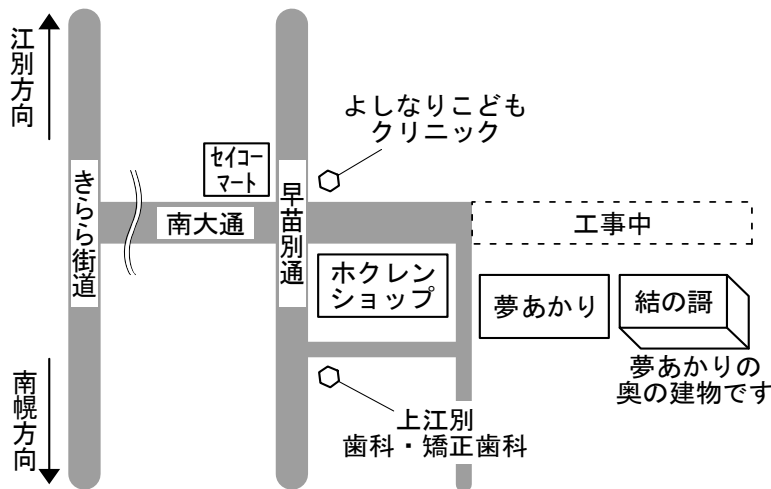 江別方向
よしなりこども
クリニック
セイコー
マート
きらら街道
南大通
早苗別通
工事中
ホクレン
ショップ
夢あかり
結の謌
夢あかりの
奥の建物です
南幌方向
上江別
歯科・矯正歯科